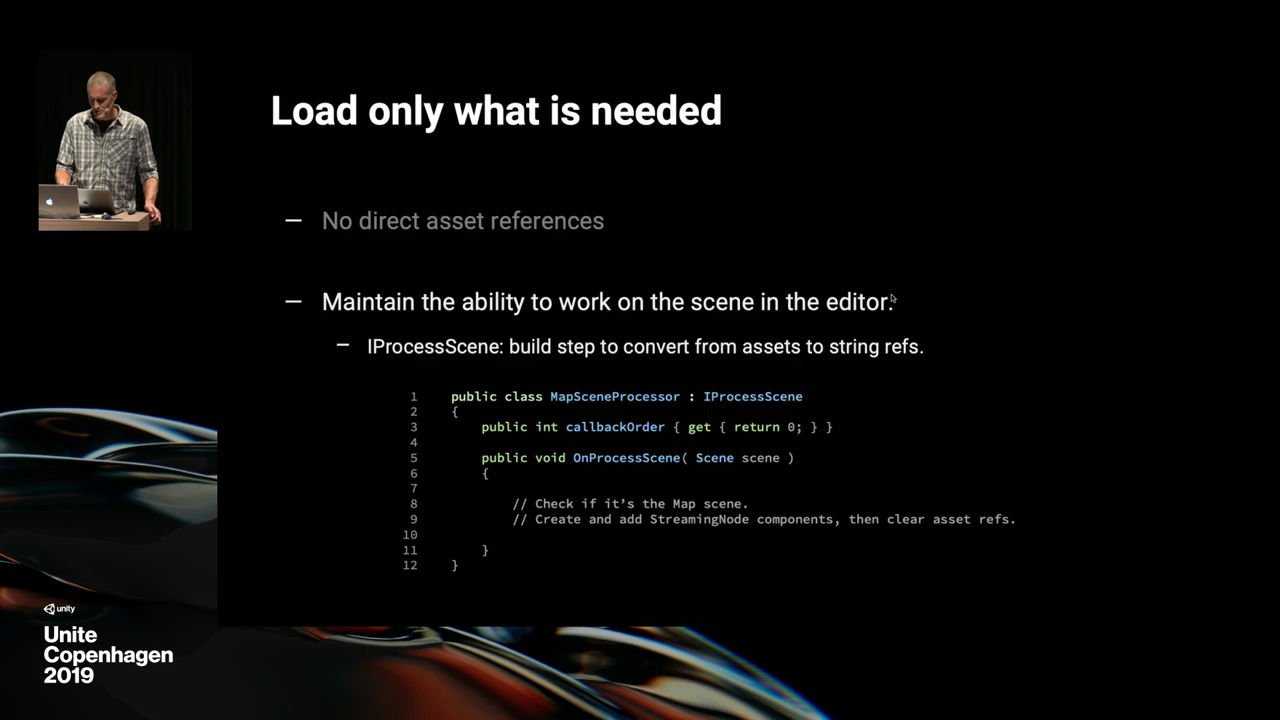 Load only what is needed
– No direct asset references
– Maintain the ability to work on the scene in the editor.
– IProcessScene: build step to convert from assets to string refs.
1 public class MapSceneProcessor : IProcessScene
2 {
3 public int callbackOrder { get { return 0; } }
4
5 public void OnProcessScene( Scene scene )
6 {
7
8 // Check if it’s the Map scene.
9 // Create and add StreamingNode components, then clear asset refs.
10
11 }
12 }
unity
Unite
Copenhagen
2019